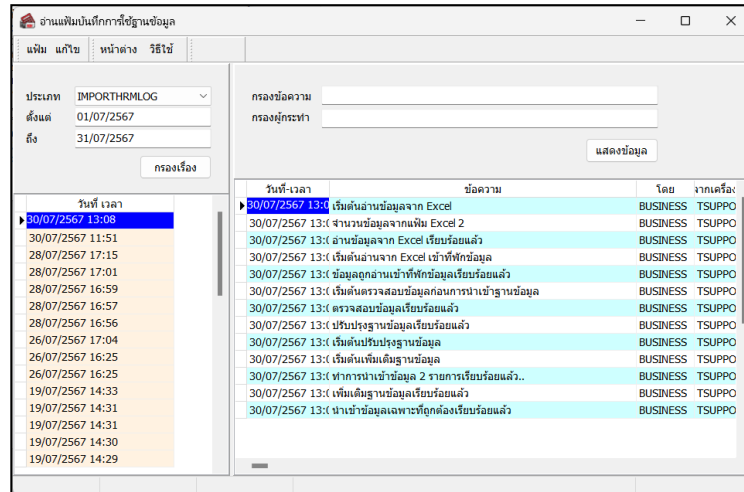 อ่านแฟ้มบันทึกการใช้ฐานข้อมูล
แฟ้ม แก้ไข หน้าต่าง วิธีใช้
ประเภท IMPORTHRMLOG
ตั้งแต่ 01/07/2567
ถึง 31/07/2567
กรองเรื่อง
กรองข้อความ
กรองผู้กระทำ
แสดงข้อมูล
วันที่ เวลา
30/07/2567 13:08
30/07/2567 11:51
28/07/2567 17:15
28/07/2567 17:01
28/07/2567 16:59
28/07/2567 16:57
28/07/2567 16:56
26/07/2567 17:04
26/07/2567 16:25
26/07/2567 16:25
19/07/2567 14:33
19/07/2567 14:31
19/07/2567 14:31
19/07/2567 14:30
19/07/2567 14:29
วันที่-เวลา ข้อความ โดย จากเครื่อง
30/07/2567 13:0 เริ่มต้นอ่านข้อมูลจาก Excel BUSINESS TSUPPO
30/07/2567 13:0 จำนวนข้อมูลจากแฟ้ม Excel 2 BUSINESS TSUPPO
30/07/2567 13:0 อ่านข้อมูลจาก Excel เรียบร้อยแล้ว BUSINESS TSUPPO
30/07/2567 13:0 เริ่มต้นอ่านจาก Excel เข้าที่พักข้อมูล BUSINESS TSUPPO
30/07/2567 13:0 ข้อมูลถูกอ่านเข้าที่พักข้อมูลเรียบร้อยแล้ว BUSINESS TSUPPO
30/07/2567 13:0 เริ่มต้นตรวจสอบข้อมูลก่อนการนำเข้าฐานข้อมูล BUSINESS TSUPPO
30/07/2567 13:0 ตรวจสอบข้อมูลเรียบร้อยแล้ว BUSINESS TSUPPO
30/07/2567 13:0 ปรับปรุงฐานข้อมูลเรียบร้อยแล้ว BUSINESS TSUPPO
30/07/2567 13:0 เริ่มต้นปรับปรุงฐานข้อมูล BUSINESS TSUPPO
30/07/2567 13:0 เริ่มต้นเพิ่มเติมฐานข้อมูล BUSINESS TSUPPO
30/07/2567 13:0 ทำการนำเข้าข้อมูล 2 รายการเรียบร้อยแล้ว.. BUSINESS TSUPPO
30/07/2567 13:0 เพิ่มเติมฐานข้อมูลเรียบร้อยแล้ว BUSINESS TSUPPO
30/07/2567 13:0 นำเข้าข้อมูลเฉพาะที่ถูกต้องเรียบร้อยแล้ว BUSINESS TSUPPO